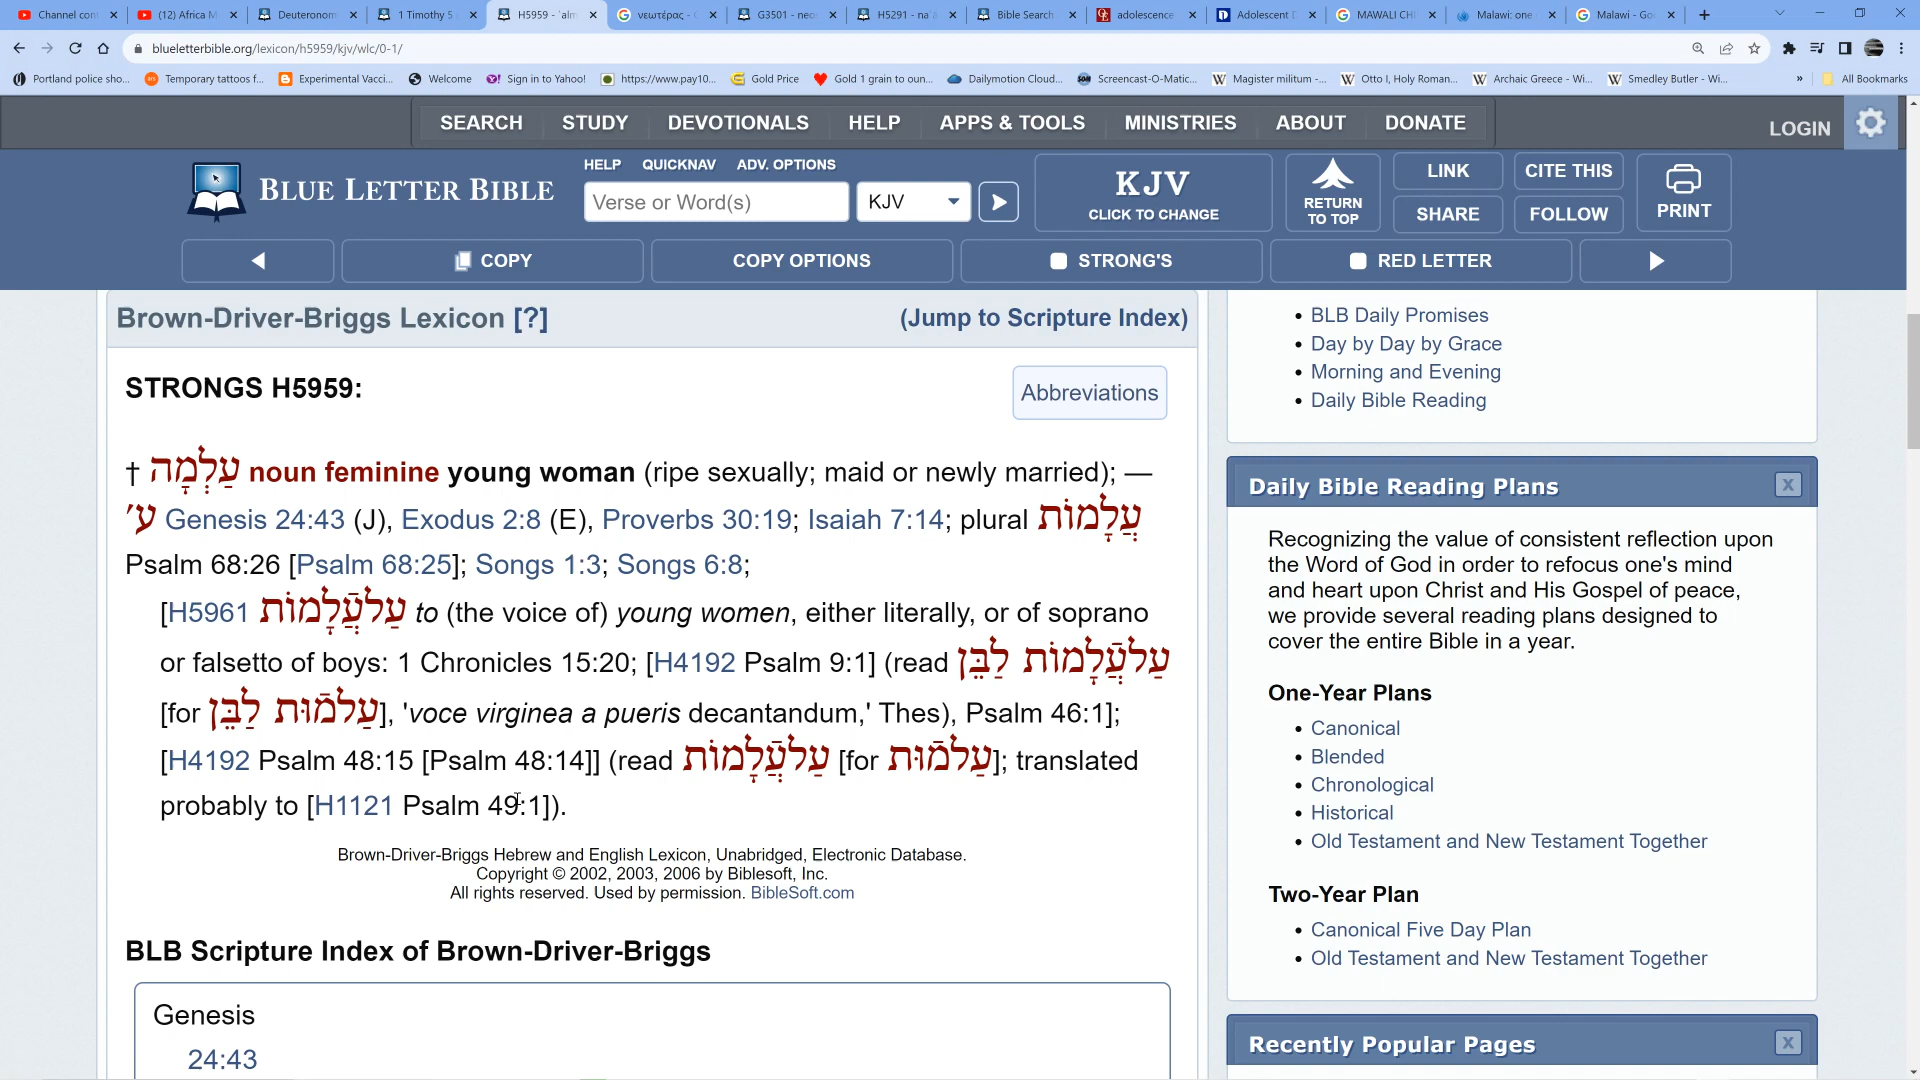 Channel cont
(12) Africa M
Deuteronom
1 Timothy 5
H5959 - ʿalm
νεωτέρας - G
G3501 - neos
H5291 - naʿă
Bible Search
adolescence
Adolescent D
MAWALI CHI
Malawi: one
Malawi - Goo
blueletterbible.org/lexicon/h5959/kjv/wlc/0-1/
Portland police sho...
Temporary tattoos f...
Experimental Vacci...
Welcome
Sign in to Yahoo!
https://www.pay10...
Gold Price
Gold 1 grain to oun...
Dailymotion Cloud...
Screencast-O-Matic...
Magister militum -...
Otto I, Holy Roman...
Archaic Greece - Wi...
Smedley Butler - Wi...
»
All Bookmarks
SEARCH STUDY DEVOTIONALS HELP APPS & TOOLS MINISTRIES ABOUT DONATE
LOGIN
BLUE LETTER BIBLE
HELP QUICKNAV ADV. OPTIONS
Verse or Word(s)
KJV
KJV
CLICK TO CHANGE
RETURN
TO TOP
LINK
CITE THIS
SHARE
FOLLOW
PRINT
COPY
COPY OPTIONS
STRONG'S
RED LETTER
Brown-Driver-Briggs Lexicon [?]
(Jump to Scripture Index)
STRONGS H5959:
Abbreviations
† עַלְמָה noun feminine young woman (ripe sexually; maid or newly married); —
ע׳ Genesis 24:43 (J), Exodus 2:8 (E), Proverbs 30:19; Isaiah 7:14; plural עֲלָמוֹת
Psalm 68:26 [Psalm 68:25]; Songs 1:3; Songs 6:8;
[H5961 עַלעֲֿלָמוֺת to (the voice of) young women, either literally, or of soprano
or falsetto of boys: 1 Chronicles 15:20; [H4192 Psalm 9:1] (read עַלעֲֿלָמוֺת לַבֵּן
[for עַלמֿוּת לַבֵּן], 'voce virginea a pueris decantandum,' Thes), Psalm 46:1];
[H4192 Psalm 48:15 [Psalm 48:14]] (read עַלעֲֿלָמוֺת [for עַלמֿוּת]; translated
probably to [H1121 Psalm 49:1]).
Brown-Driver-Briggs Hebrew and English Lexicon, Unabridged, Electronic Database.
Copyright © 2002, 2003, 2006 by Biblesoft, Inc.
All rights reserved. Used by permission. BibleSoft.com
BLB Scripture Index of Brown-Driver-Briggs
Genesis
24:43
BLB Daily Promises
Day by Day by Grace
Morning and Evening
Daily Bible Reading
Daily Bible Reading Plans
X
Recognizing the value of consistent reflection upon
the Word of God in order to refocus one's mind
and heart upon Christ and His Gospel of peace,
we provide several reading plans designed to
cover the entire Bible in a year.
One-Year Plans
Canonical
Blended
Chronological
Historical
Old Testament and New Testament Together
Two-Year Plan
Canonical Five Day Plan
Old Testament and New Testament Together
Recently Popular Pages
X